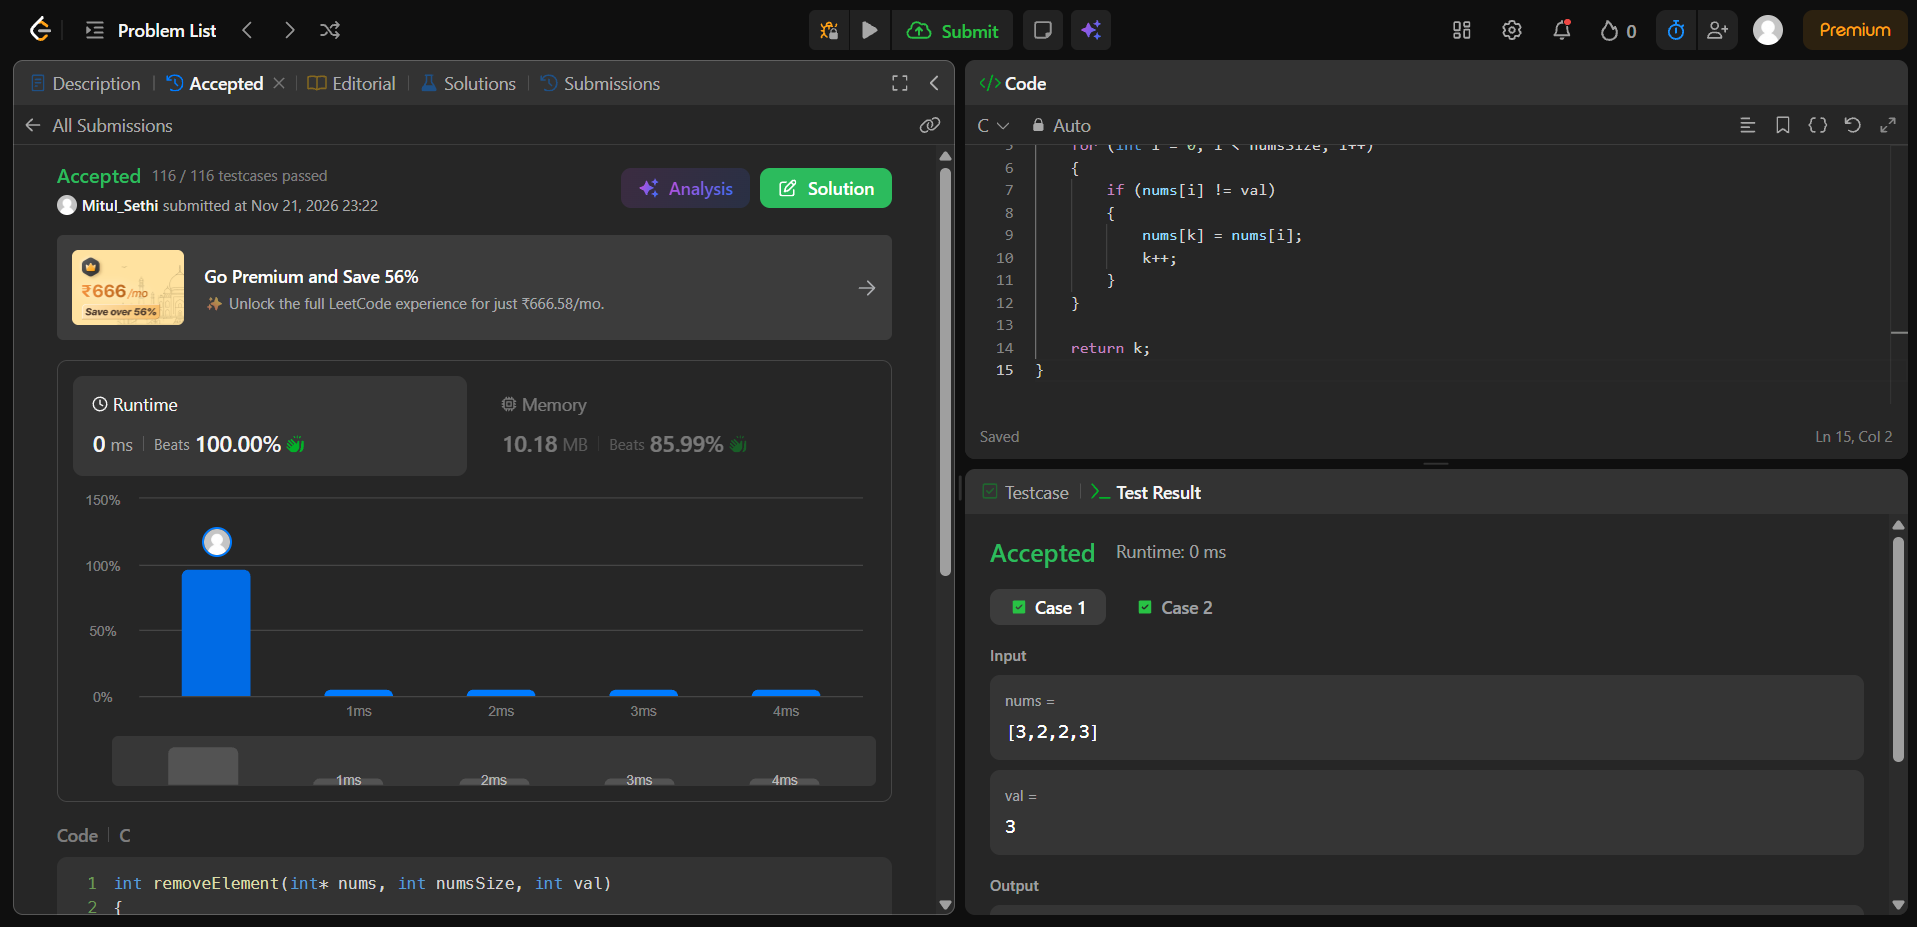 Problem List
Submit
0
Premium
Description
Accepted
Editorial
Solutions
Submissions
All Submissions
Accepted 116 / 116 testcases passed
Mitul_Sethi submitted at Nov 21, 2026 23:22
Analysis
Solution
₹666/mo
Save over 56%
Go Premium and Save 56%
✨ Unlock the full LeetCode experience for just ₹666.58/mo.
Runtime
0 ms Beats 100.00%
Memory
10.18 MB Beats 85.99%
150%
100%
50%
0%
1ms 2ms 3ms 4ms
1ms 2ms 3ms 4ms
Code C
1 int removeElement(int* nums, int numsSize, int val)
2 {
</> Code
C Auto
5 for (int i = 0; i < numsSize; i++)
6 {
7 if (nums[i] != val)
8 {
9 nums[k] = nums[i];
10 k++;
11 }
12 }
13
14 return k;
15 }
Saved
Ln 15, Col 2
Testcase
>_ Test Result
Accepted Runtime: 0 ms
Case 1 Case 2
Input
nums =
[3,2,2,3]
val =
3
Output